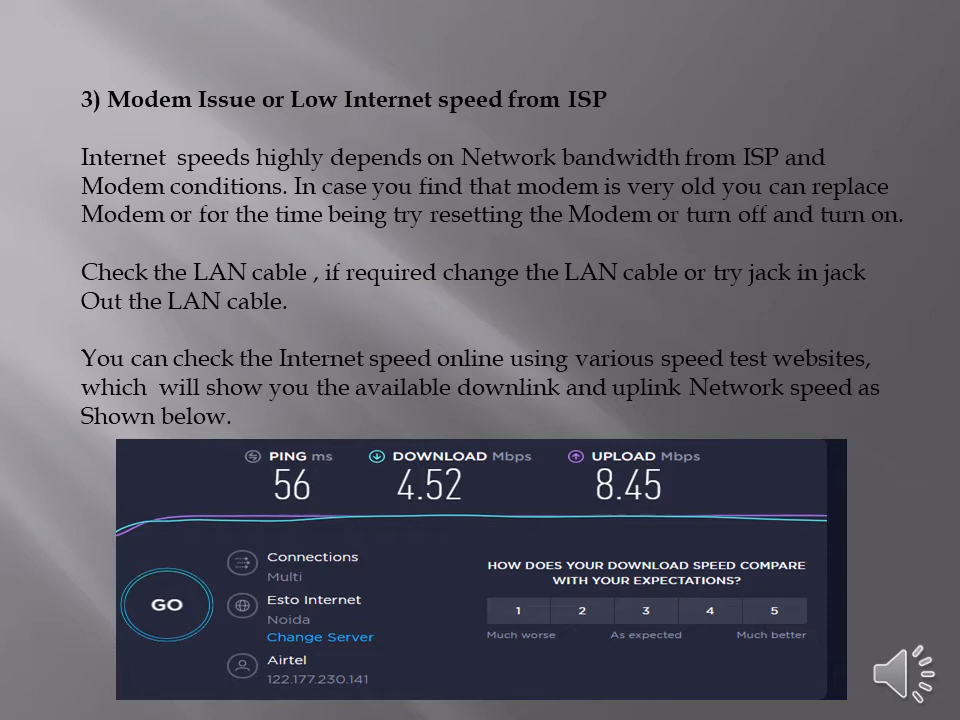 3) Modem Issue or Low Internet speed from ISP
Internet speeds highly depends on Network bandwidth from ISP and
Modem conditions. In case you find that modem is very old you can replace
Modem or for the time being try resetting the Modem or turn off and turn on.
Check the LAN cable , if required change the LAN cable or try jack in jack
Out the LAN cable.
You can check the Internet speed online using various speed test websites,
which will show you the available downlink and uplink Network speed as
Shown below.
PING ms DOWNLOAD Mbps UPLOAD Mbps
56 4.52 8.45
GO
Connections
Multi
Esto Internet
Noida
Change Server
Airtel
122.177.230.141
HOW DOES YOUR DOWNLOAD SPEED COMPARE
WITH YOUR EXPECTATIONS?
1 2 3 4 5
Much worse As expected Much better